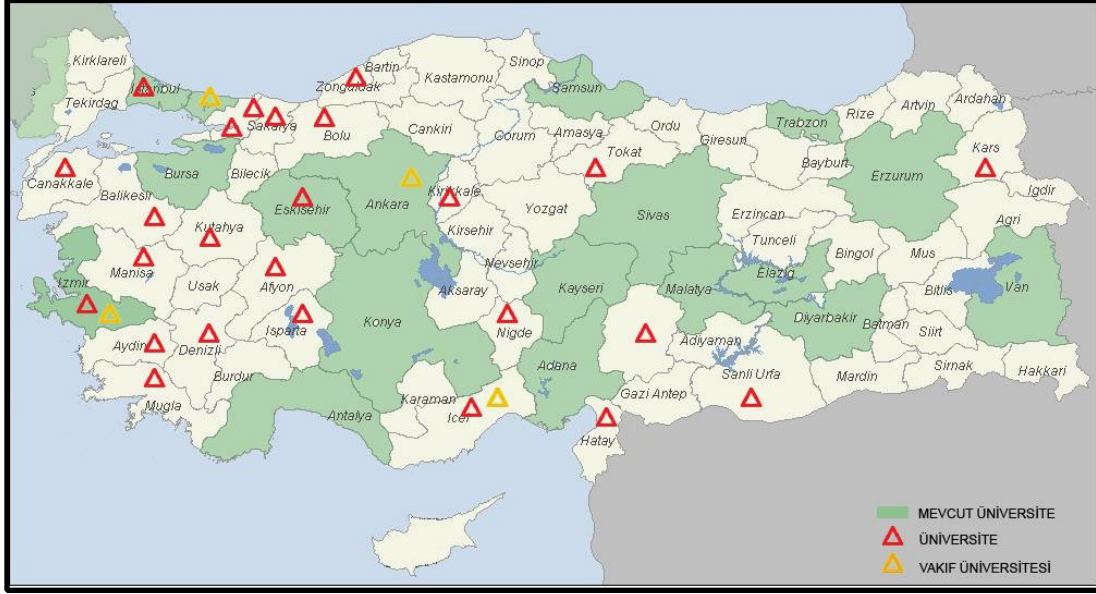 Kirklareli
Tekirdag
Istanbul
Bartin
Zonguldak
Kastamonu
Sinop
Samsun
Sakarya
Bolu
Cankiri
Corum
Amasya
Ordu
Giresun
Trabzon
Rize
Artvin
Ardahan
Canakkale
Balikesir
Bursa
Bilecik
Eskisehir
Ankara
Kirikkale
Tokat
Bayburt
Erzurum
Kars
Igdir
Kutahya
Kirsehir
Yozgat
Sivas
Erzincan
Tunceli
Bingol
Mus
Agri
Manisa
Izmir
Usak
Afyon
Nevsehir
Aksaray
Kayseri
Malatya
Elazig
Bitlis
Van
Aydin
Denizli
Isparta
Konya
Nigde
Diyarbakir
Batman
Siirt
Mugla
Burdur
Antalya
Karaman
Icel
Adana
Adiyaman
Gazi Antep
Sanli Urfa
Mardin
Sirnak
Hakkari
Hatay
MEVCUT ÜNİVERSİTE
ÜNİVERSİTE
VAKIF ÜNİVERSİTESİ